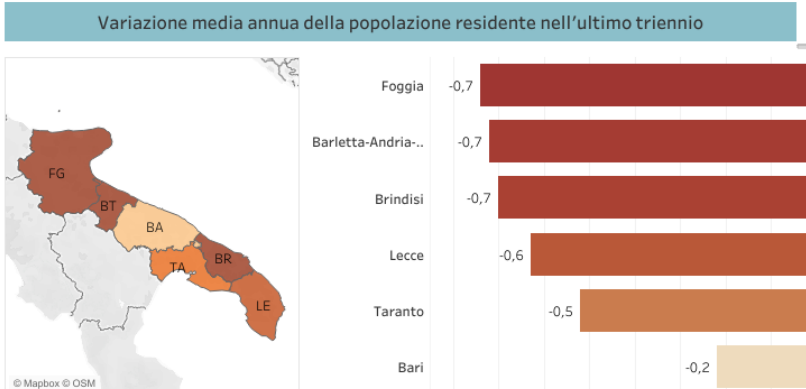 Variazione media annua della popolazione residente nell'ultimo triennio
FG
BT
BA
TA
BR
LE
© Mapbox © OSM
Foggia -0,7
Barletta-Andria-.. -0,7
Brindisi -0,7
Lecce -0,6
Taranto -0,5
Bari -0,2